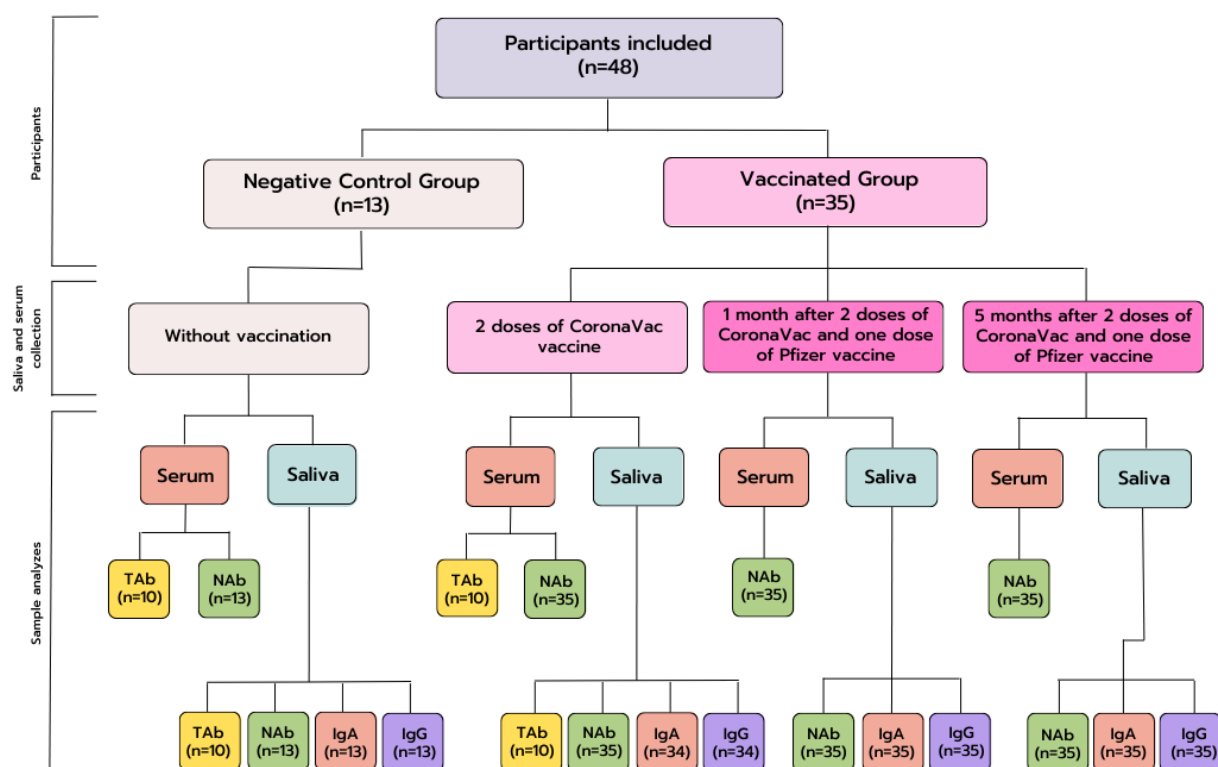 Participants included
(n=48)
Participants
Negative Control Group
(n=13)
Vaccinated Group
(n=35)
Saliva and serum
collection
Without vaccination
2 doses of CoronaVac
vaccine
1 month after 2 doses of
CoronaVac and one dose
of Pfizer vaccine
5 months after 2 doses of
CoronaVac and one dose
of Pfizer vaccine
Sample analyzes
Serum
Saliva
Serum
Saliva
Serum
Saliva
Serum
Saliva
TAb
(n=10)
NAb
(n=13)
TAb
(n=10)
NAb
(n=35)
NAb
(n=35)
NAb
(n=35)
TAb
(n=10)
NAb
(n=13)
IgA
(n=13)
IgG
(n=13)
TAb
(n=10)
NAb
(n=35)
IgA
(n=34)
IgG
(n=34)
NAb
(n=35)
IgA
(n=35)
IgG
(n=35)
NAb
(n=35)
IgA
(n=35)
IgG
(n=35)